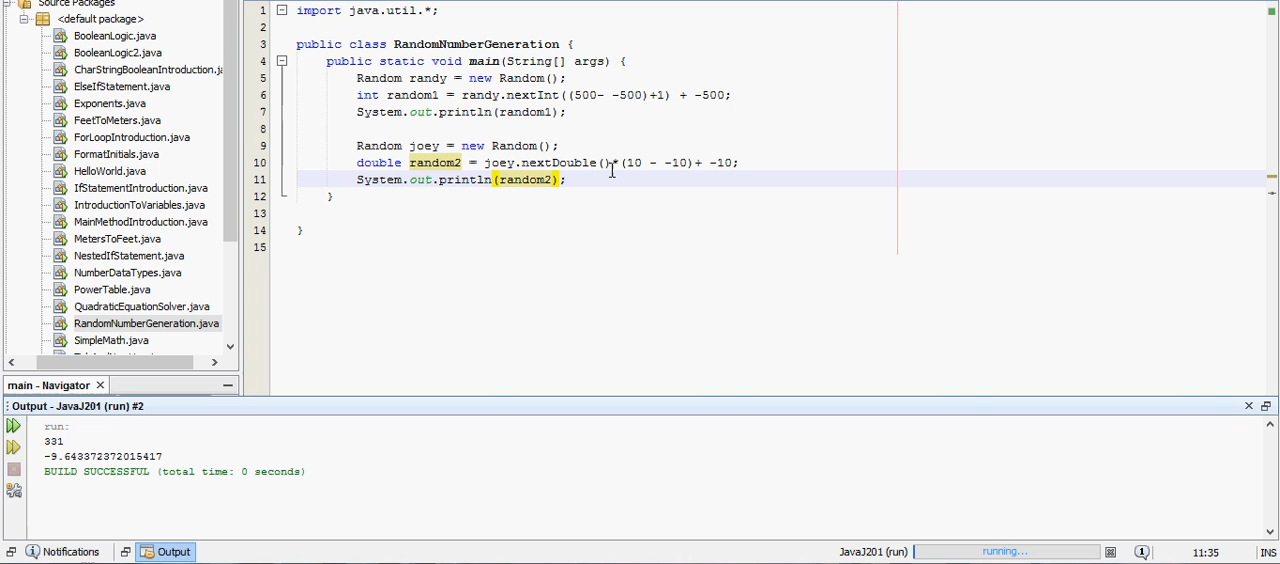 Source Packages
<default package>
BooleanLogic.java
BooleanLogic2.java
CharStringBooleanIntroduction.ja
ElseIfStatement.java
Exponents.java
FeetToMeters.java
ForLoopIntroduction.java
FormatInitials.java
HelloWorld.java
IfStatementIntroduction.java
IntroductionToVariables.java
MainMethodIntroduction.java
MetersToFeet.java
NestedIfStatement.java
NumberDataTypes.java
PowerTable.java
QuadraticEquationSolver.java
RandomNumberGeneration.java
SimpleMath.java
main - Navigator
1 import java.util.*;
2
3 public class RandomNumberGeneration {
4 public static void main(String[] args) {
5 Random randy = new Random();
6 int random1 = randy.nextInt((500- -500)+1) + -500;
7 System.out.println(random1);
8
9 Random joey = new Random();
10 double random2 = joey.nextDouble()*(10 - -10)+ -10;
11 System.out.println(random2);
12 }
13
14 }
15
Output - JavaJ201 (run) #2
run:
331
-9.643372372015417
BUILD SUCCESSFUL (total time: 0 seconds)
Notifications
Output
JavaJ201 (run)
running...
1
11:35
INS